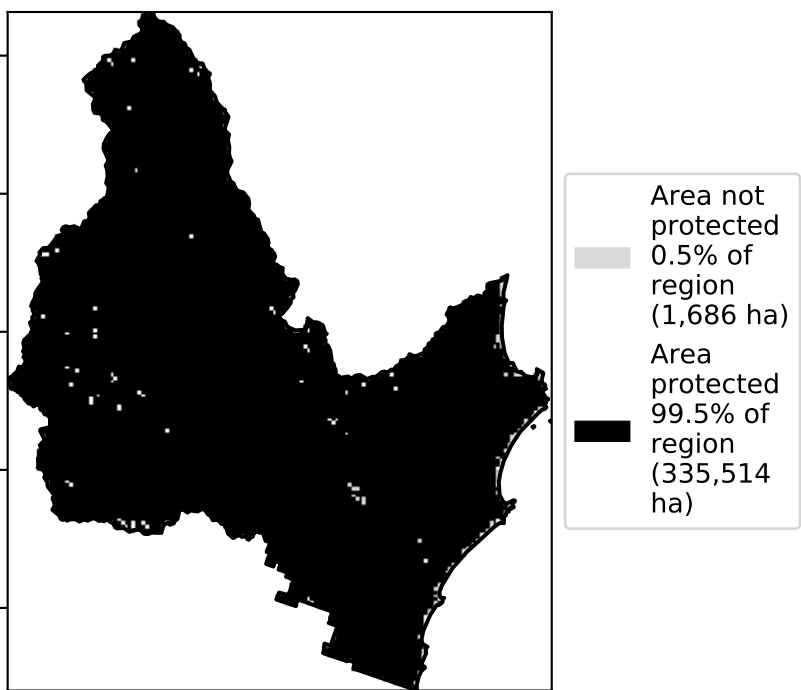 Area not
protected
0.5% of
region
(1,686 ha)
Area
protected
99.5% of
region
(335,514
ha)